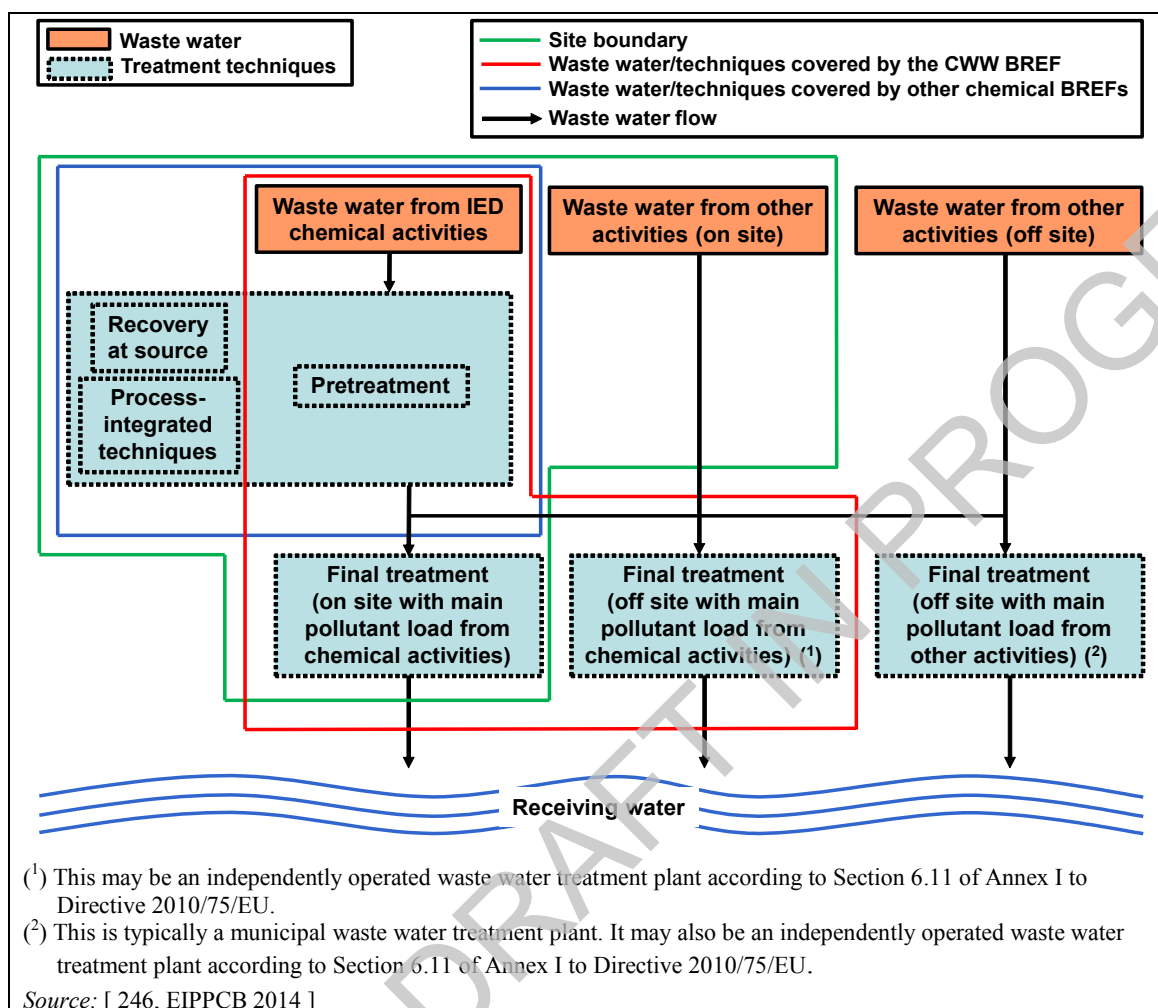 Waste water
Treatment techniques
Site boundary
Waste water/techniques covered by the CWW BREF
Waste water/techniques covered by other chemical BREFs
Waste water flow
Waste water from IED
chemical activities
Waste water from other
activities (on site)
Waste water from other
activities (off site)
Recovery
at source
Process-
integrated
techniques
Pretreatment
Final treatment
(on site with main
pollutant load from
chemical activities)
Final treatment
(off site with main
pollutant load from
chemical activities) (¹)
Final treatment
(off site with main
pollutant load from
other activities) (²)
Receiving water
(¹) This may be an independently operated waste water treatment plant according to Section 6.11 of Annex I to
Directive 2010/75/EU.
(²) This is typically a municipal waste water treatment plant. It may also be an independently operated waste water
treatment plant according to Section 6.11 of Annex I to Directive 2010/75/EU.
Source: [ 246, EIPPCB 2014 ]
DRAFT IN PROGR